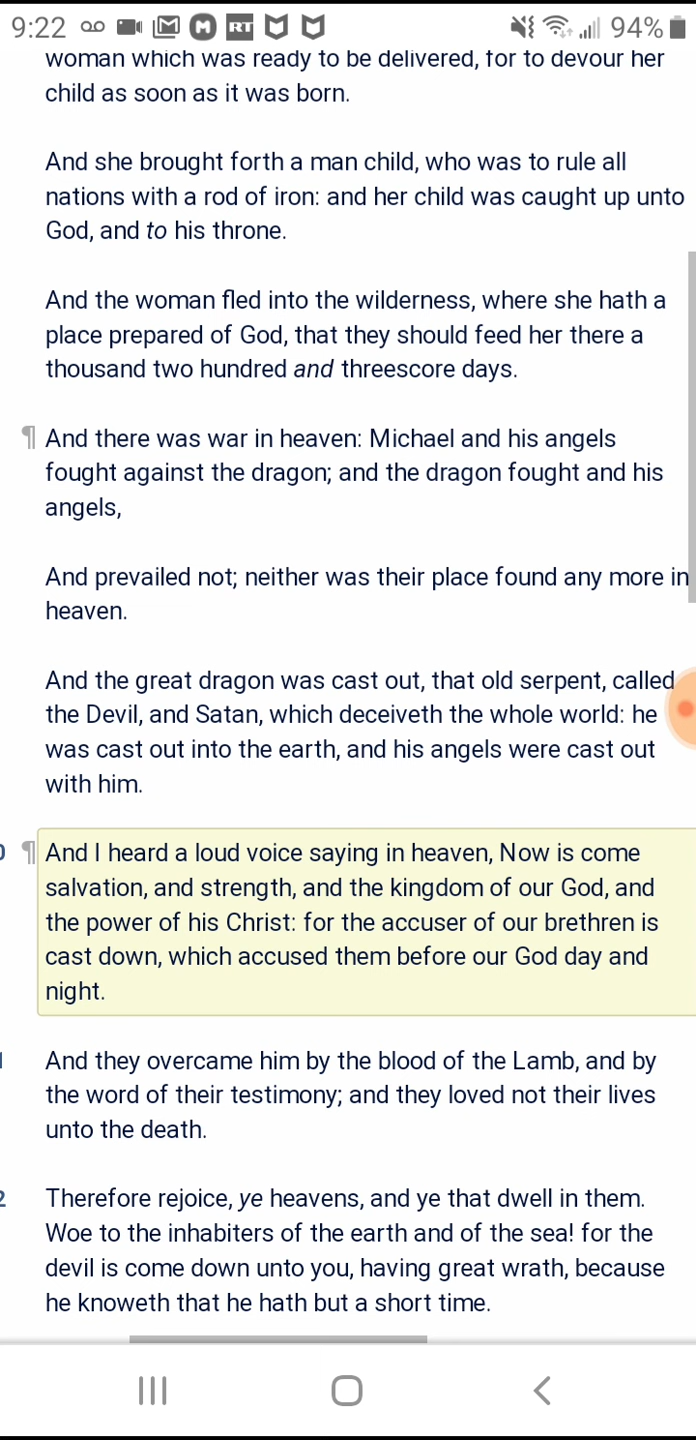 9:22 RT 94%
woman which was ready to be delivered, for to devour her
child as soon as it was born.
And she brought forth a man child, who was to rule all
nations with a rod of iron: and her child was caught up unto
God, and to his throne.
And the woman fled into the wilderness, where she hath a
place prepared of God, that they should feed her there a
thousand two hundred and threescore days.
¶ And there was war in heaven: Michael and his angels
fought against the dragon; and the dragon fought and his
angels,
And prevailed not; neither was their place found any more in
heaven.
And the great dragon was cast out, that old serpent, called
the Devil, and Satan, which deceiveth the whole world: he
was cast out into the earth, and his angels were cast out
with him.
0 ¶ And I heard a loud voice saying in heaven, Now is come
salvation, and strength, and the kingdom of our God, and
the power of his Christ: for the accuser of our brethren is
cast down, which accused them before our God day and
night.
1 And they overcame him by the blood of the Lamb, and by
the word of their testimony; and they loved not their lives
unto the death.
2 Therefore rejoice, ye heavens, and ye that dwell in them.
Woe to the inhabiters of the earth and of the sea! for the
devil is come down unto you, having great wrath, because
he knoweth that he hath but a short time.